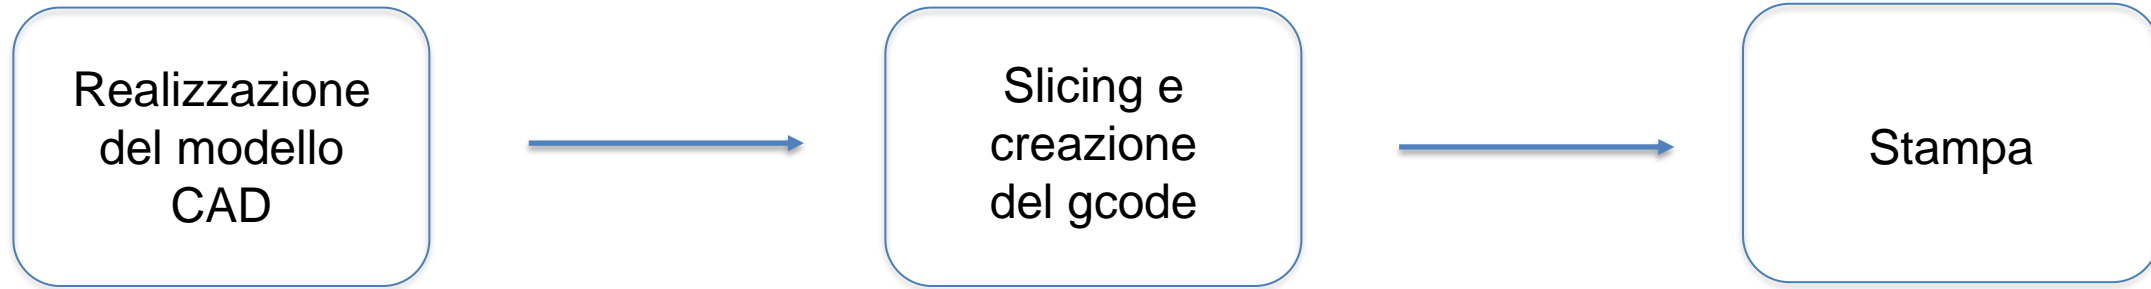 Realizzazione
del modello
CAD
Slicing e
creazione
del gcode
Stampa